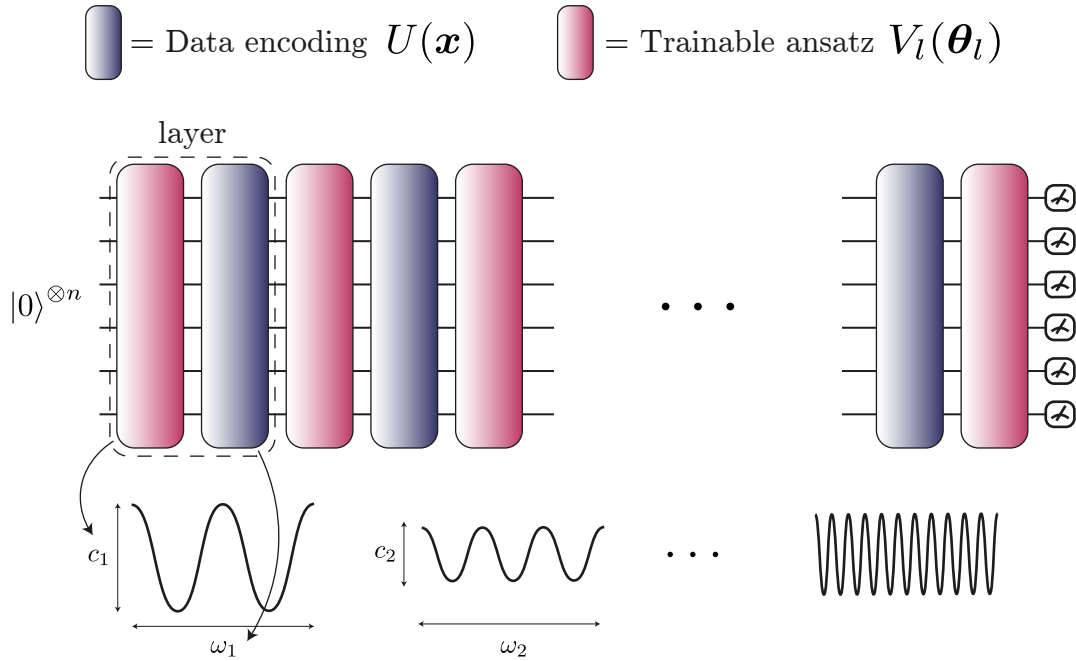 = Data encoding U(𝒙) = Trainable ansatz V_l(𝜽_l)
layer
|0⟩^{⊗n}
c_1
c_2
· · ·
ω_1
ω_2